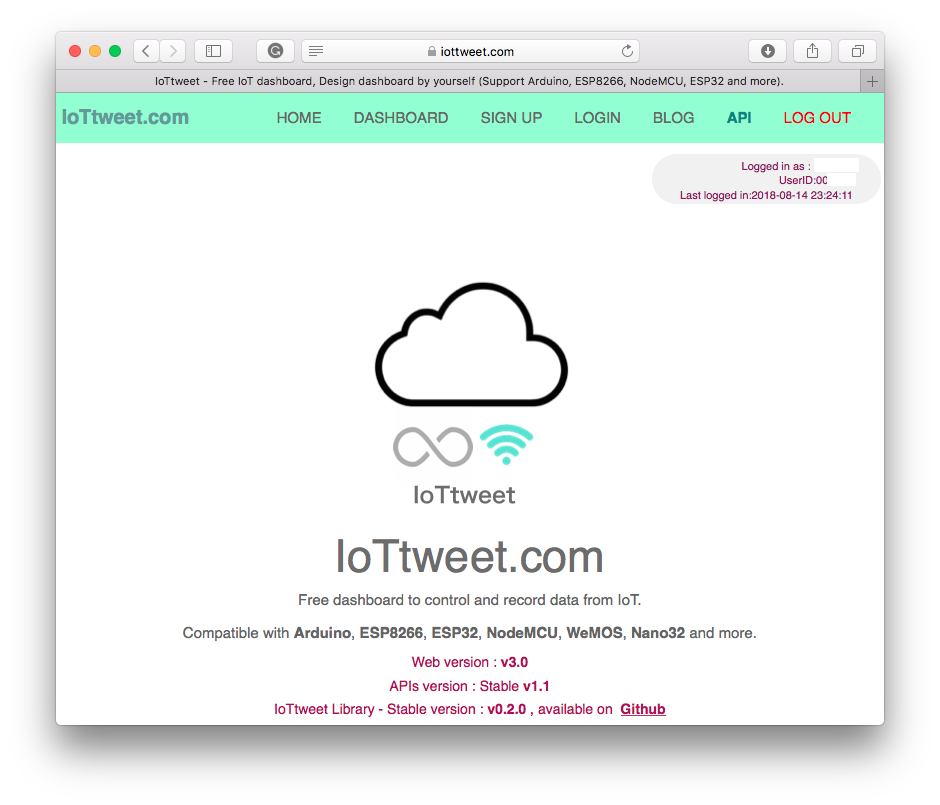 iottweet.com
IoTtweet - Free IoT dashboard, Design dashboard by yourself (Support Arduino, ESP8266, NodeMCU, ESP32 and more).
IoTtweet.com HOME DASHBOARD SIGN UP LOGIN BLOG API LOG OUT
Logged in as :
UserID:00
Last logged in:2018-08-14 23:24:11
IoTtweet
IoTtweet.com
Free dashboard to control and record data from IoT.
Compatible with Arduino, ESP8266, ESP32, NodeMCU, WeMOS, Nano32 and more.
Web version : v3.0
APIs version : Stable v1.1
IoTtweet Library - Stable version : v0.2.0 , available on Github